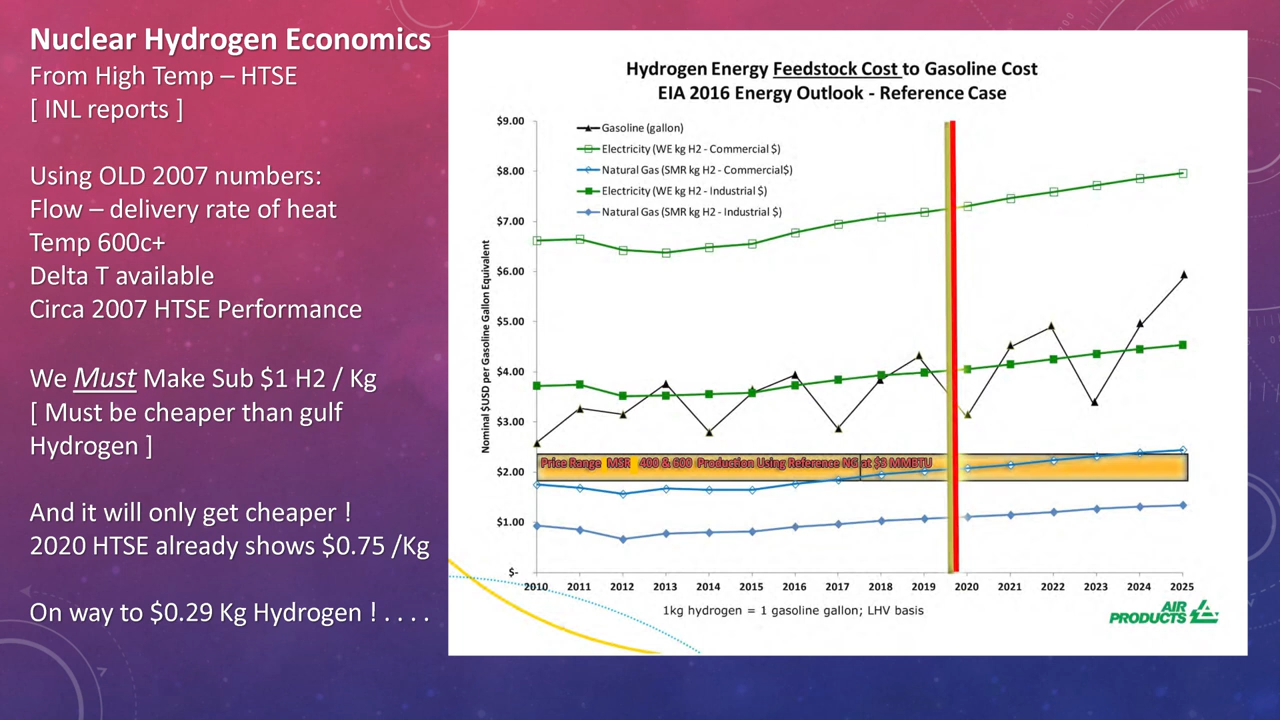 Nuclear Hydrogen Economics
From High Temp – HTSE
[ INL reports ]
Using OLD 2007 numbers:
Flow – delivery rate of heat
Temp 600c+
Delta T available
Circa 2007 HTSE Performance
We Must Make Sub $1 H2 / Kg
[ Must be cheaper than gulf
Hydrogen ]
And it will only get cheaper !
2020 HTSE already shows $0.75 /Kg
On way to $0.29 Kg Hydrogen ! . . . .
Hydrogen Energy Feedstock Cost to Gasoline Cost
EIA 2016 Energy Outlook - Reference Case
Gasoline (gallon)
Electricity (WE kg H2 - Commercial $)
Natural Gas (SMR kg H2 - Commercial$)
Electricity (WE kg H2 - Industrial $)
Natural Gas (SMR kg H2 - Industrial $)
Nominal $USD per Gasoline Gallon Equivalent
$9.00
$8.00
$7.00
$6.00
$5.00
$4.00
$3.00
$2.00
$1.00
$-
Price Range MSR 400 & 600 Production Using Reference NG at $3 MMBTU
2010 2011 2012 2013 2014 2015 2016 2017 2018 2019 2020 2021 2022 2023 2024 2025
1kg hydrogen = 1 gasoline gallon; LHV basis
AIR
PRODUCTS